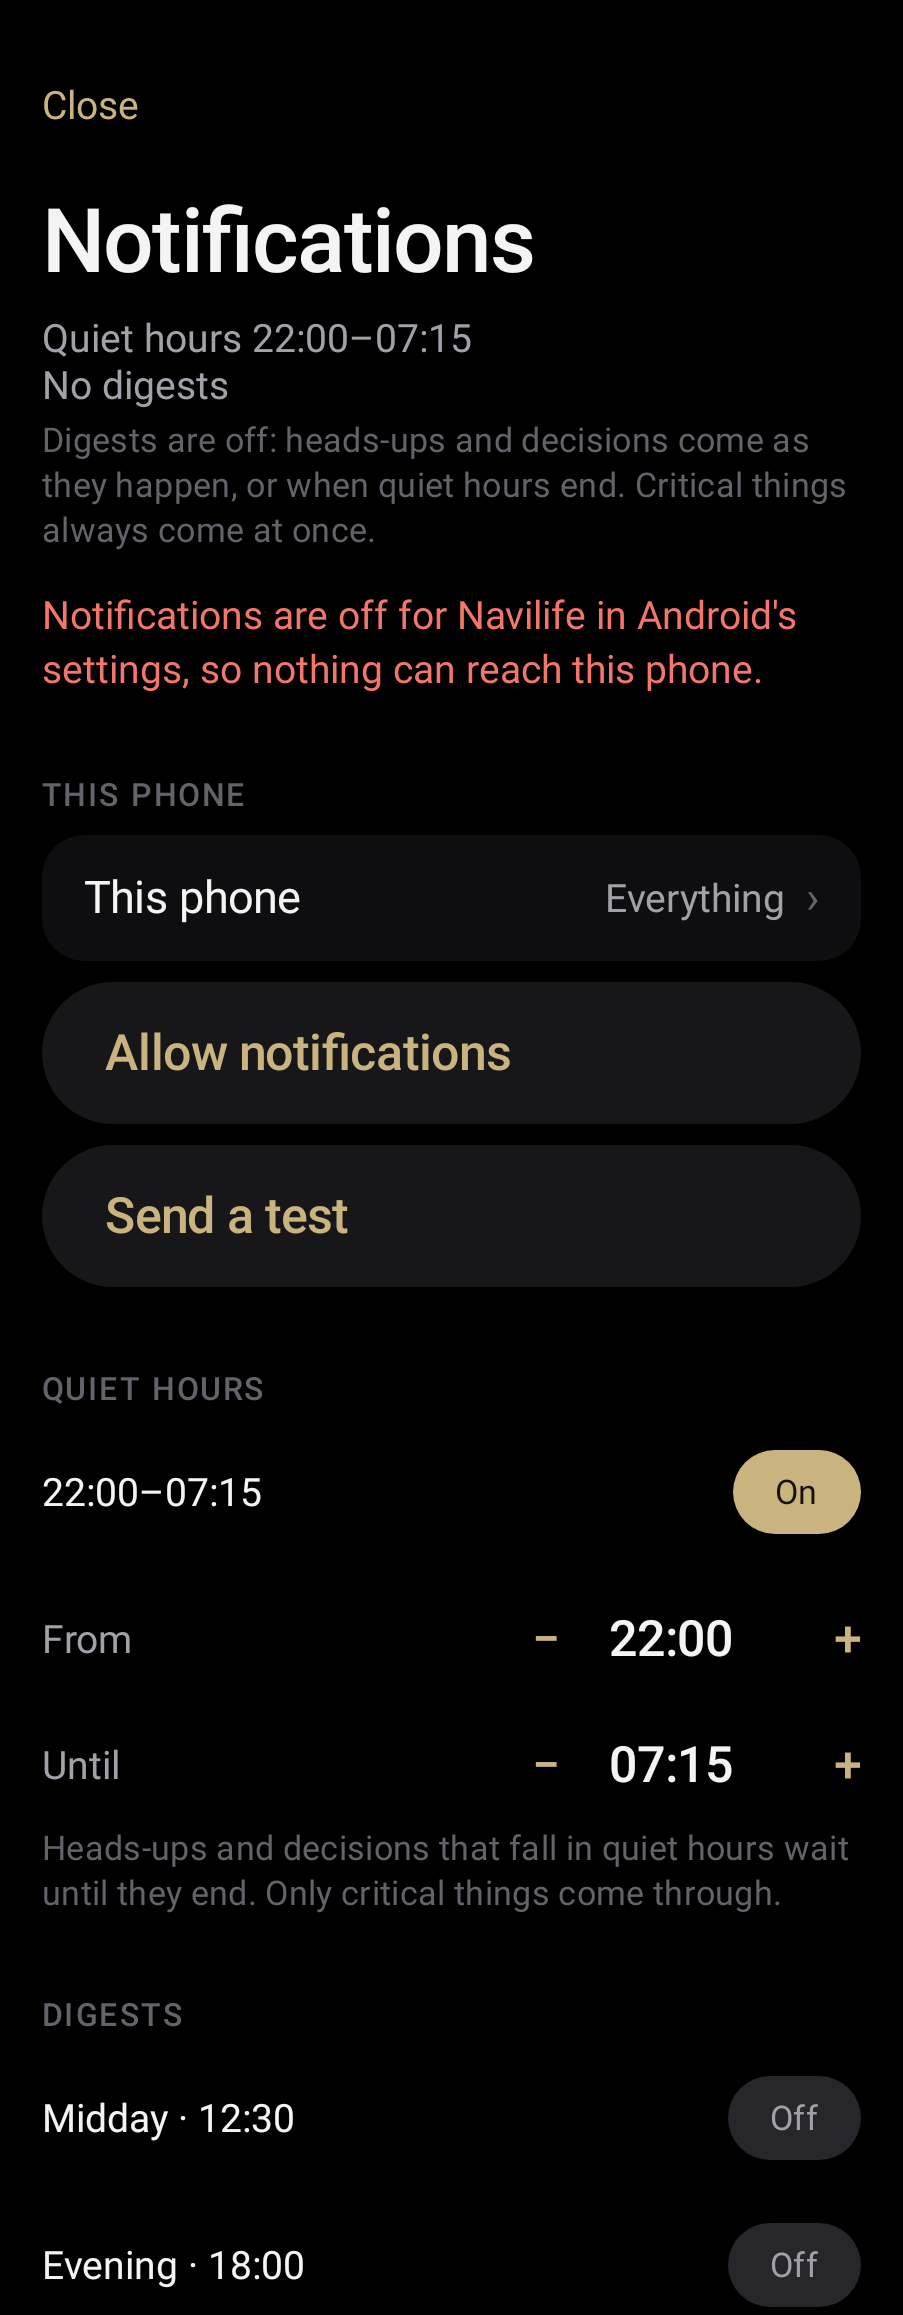 Close
Notifications
Quiet hours 22:00–07:15
No digests
Digests are off: heads-ups and decisions come as
they happen, or when quiet hours end. Critical things
always come at once.
Notifications are off for Navilife in Android's
settings, so nothing can reach this phone.
THIS PHONE
This phone Everything ›
Allow notifications
Send a test
QUIET HOURS
22:00–07:15 On
From − 22:00 +
Until − 07:15 +
Heads-ups and decisions that fall in quiet hours wait
until they end. Only critical things come through.
DIGESTS
Midday · 12:30 Off
Evening · 18:00 Off